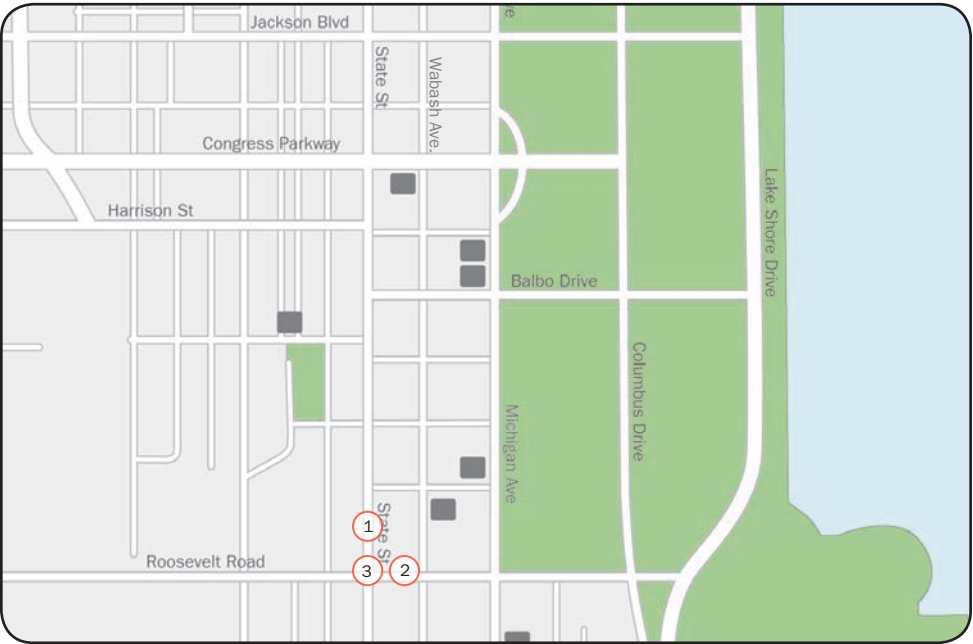 ve
Jackson Blvd
State St.
Wabash Ave.
Congress Parkway
Lake Shore Drive
Harrison St
Balbo Drive
Columbus Drive
Michigan Ave
State St.
1
Roosevelt Road
3
2